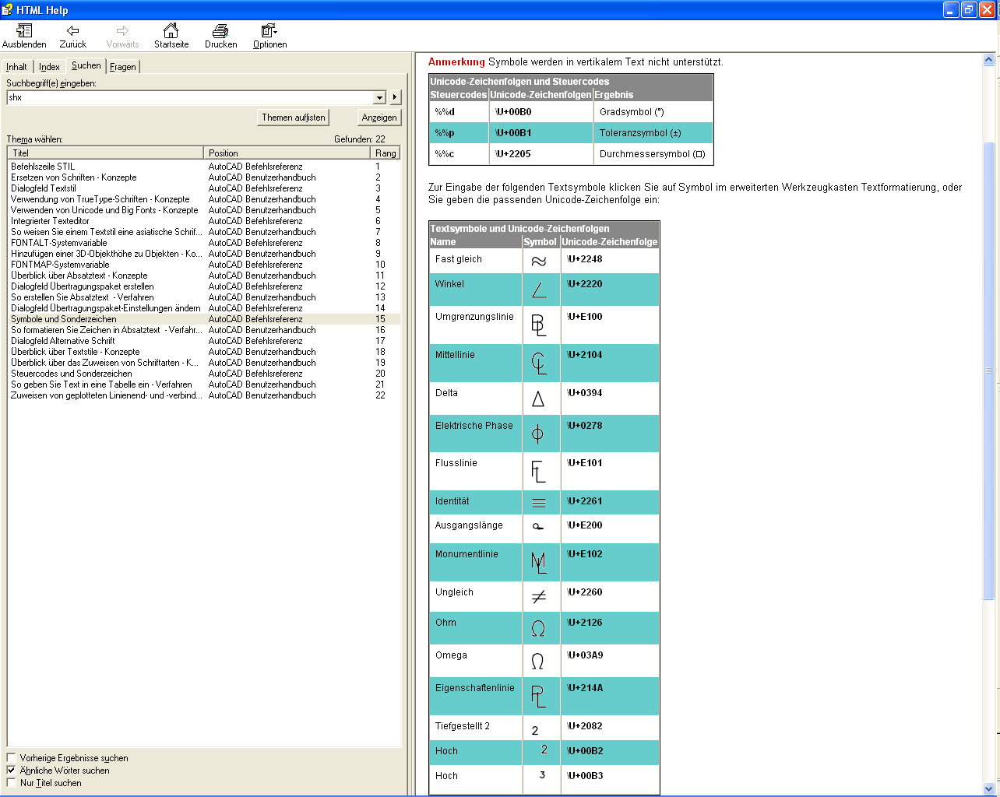 HTML Help
Ausblenden Zurück Vorwärts Startseite Drucken Optionen
Inhalt Index Suchen Fragen
Suchbegriff(e) eingeben:
shx
Themen auflisten Anzeigen
Thema wählen: Gefunden: 22
Titel Position Rang
Befehlszeile STIL AutoCAD Befehlsreferenz 1
Ersetzen von Schriften - Konzepte AutoCAD Benutzerhandbuch 2
Dialogfeld Textstil AutoCAD Befehlsreferenz 3
Verwendung von TrueType-Schriften - Konzepte AutoCAD Benutzerhandbuch 4
Verwenden von Unicode und Big Fonts - Konzepte AutoCAD Benutzerhandbuch 5
Integrierter Texteditor AutoCAD Befehlsreferenz 6
So weisen Sie einem Textstil eine asiatische Schrif... AutoCAD Benutzerhandbuch 7
FONTALT-Systemvariable AutoCAD Befehlsreferenz 8
Hinzufügen einer 3D-Objekthöhe zu Objekten - Ko... AutoCAD Benutzerhandbuch 9
FONTMAP-Systemvariable AutoCAD Befehlsreferenz 10
Überblick über Absatztext - Konzepte AutoCAD Benutzerhandbuch 11
Dialogfeld Übertragungspaket erstellen AutoCAD Befehlsreferenz 12
So erstellen Sie Absatztext - Verfahren AutoCAD Benutzerhandbuch 13
Dialogfeld Übertragungspaket-Einstellungen ändern AutoCAD Befehlsreferenz 14
Symbole und Sonderzeichen AutoCAD Befehlsreferenz 15
So formatieren Sie Zeichen in Absatztext - Verfahr... AutoCAD Benutzerhandbuch 16
Dialogfeld Alternative Schrift AutoCAD Befehlsreferenz 17
Überblick über Textstile - Konzepte AutoCAD Benutzerhandbuch 18
Überblick über das Zuweisen von Schriftarten - K... AutoCAD Benutzerhandbuch 19
Steuercodes und Sonderzeichen AutoCAD Befehlsreferenz 20
So geben Sie Text in eine Tabelle ein - Verfahren AutoCAD Benutzerhandbuch 21
Zuweisen von geplotteten Linienend- und -verbind... AutoCAD Benutzerhandbuch 22
Vorherige Ergebnisse suchen
Ähnliche Wörter suchen
Nur Titel suchen
Anmerkung Symbole werden in vertikalem Text nicht unterstützt.
Unicode-Zeichenfolgen und Steuercodes
Steuercodes Unicode-Zeichenfolgen Ergebnis
%%d \U+00B0 Gradsymbol (°)
%%p \U+00B1 Toleranzsymbol (±)
%%c \U+2205 Durchmessersymbol (□)
Zur Eingabe der folgenden Textsymbole klicken Sie auf Symbol im erweiterten Werkzeugkasten Textformatierung, oder
Sie geben die passenden Unicode-Zeichenfolge ein:
Textsymbole und Unicode-Zeichenfolgen
Name Symbol Unicode-Zeichenfolge
Fast gleich ≈ \U+2248
Winkel ∠ \U+2220
Umgrenzungslinie BL \U+E100
Mittellinie CL \U+2104
Delta Δ \U+0394
Elektrische Phase ϕ \U+0278
Flusslinie FL \U+E101
Identität ≡ \U+2261
Ausgangslänge \U+E200
Monumentlinie ML \U+E102
Ungleich ≠ \U+2260
Ohm Ω \U+2126
Omega Ω \U+03A9
Eigenschaftenlinie PL \U+214A
Tiefgestellt 2 2 \U+2082
Hoch 2 \U+00B2
Hoch 3 \U+00B3